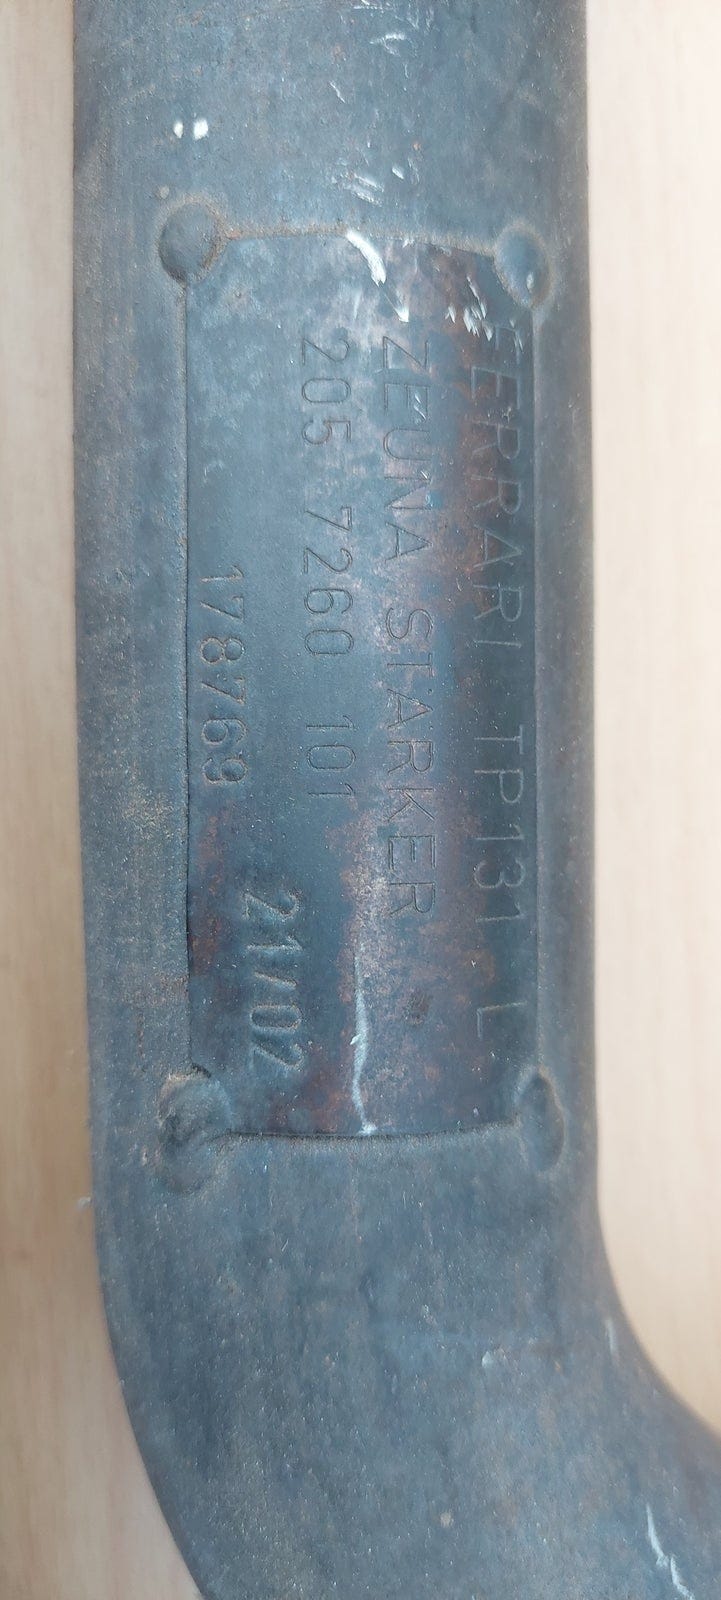 FERRARI TP131 L
ZEUNA STARKER
205 7260 101
21/02
178769